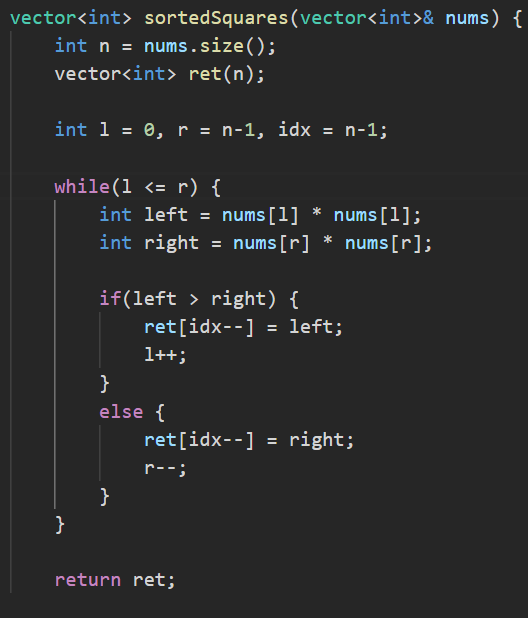 vector<int> sortedSquares(vector<int>& nums) {
    int n = nums.size();
    vector<int> ret(n);

    int l = 0, r = n-1, idx = n-1;

    while(l <= r) {
        int left = nums[l] * nums[l];
        int right = nums[r] * nums[r];

        if(left > right) {
            ret[idx--] = left;
            l++;
        }
        else {
            ret[idx--] = right;
            r--;
        }
    }

    return ret;